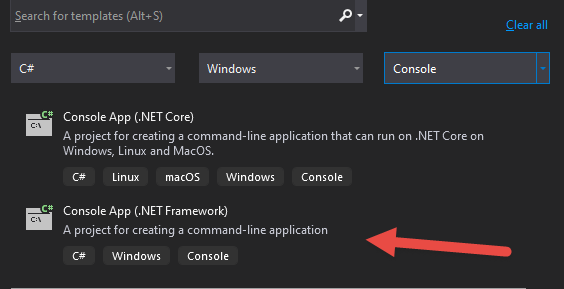 Search for templates (Alt+S)
Clear all
C#
Windows
Console
C#
C:\
Console App (.NET Core)
A project for creating a command-line application that can run on .NET Core on
Windows, Linux and MacOS.
C#
Linux
macOS
Windows
Console
C#
C:\
Console App (.NET Framework)
A project for creating a command-line application
C#
Windows
Console